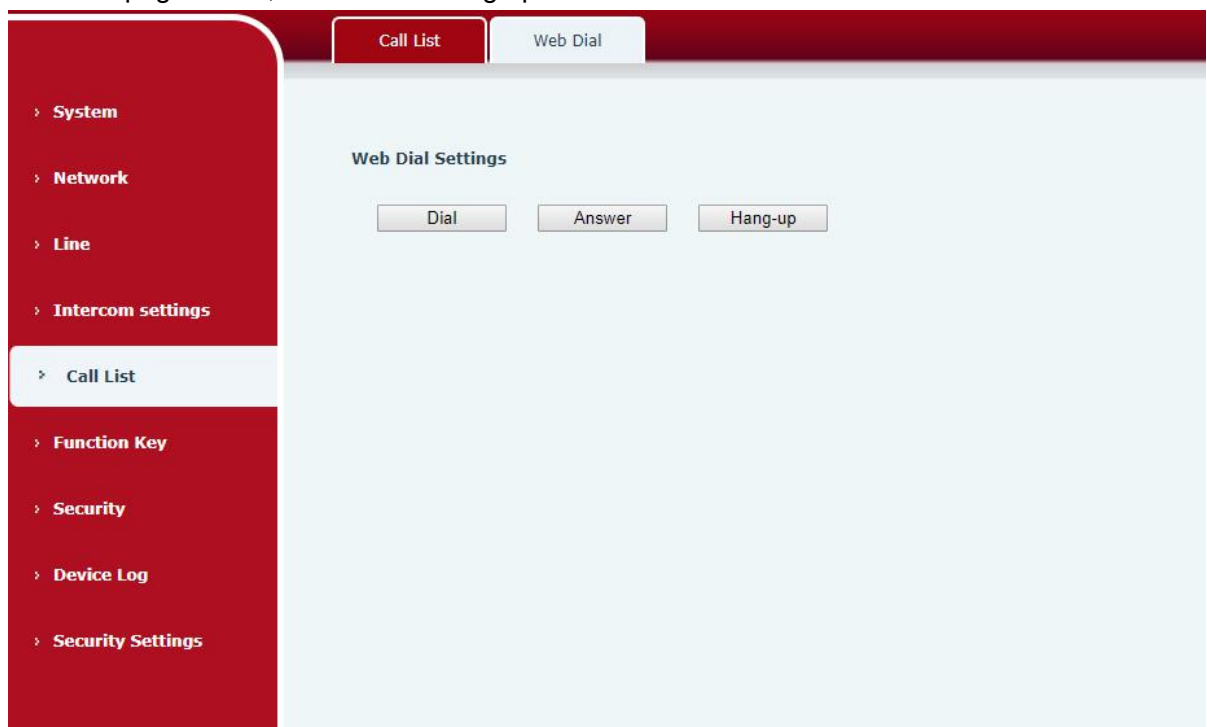 Call List
Web Dial
System
Network
Line
Intercom settings
Call List
Function Key
Security
Device Log
Security Settings
Web Dial Settings
Dial
Answer
Hang-up